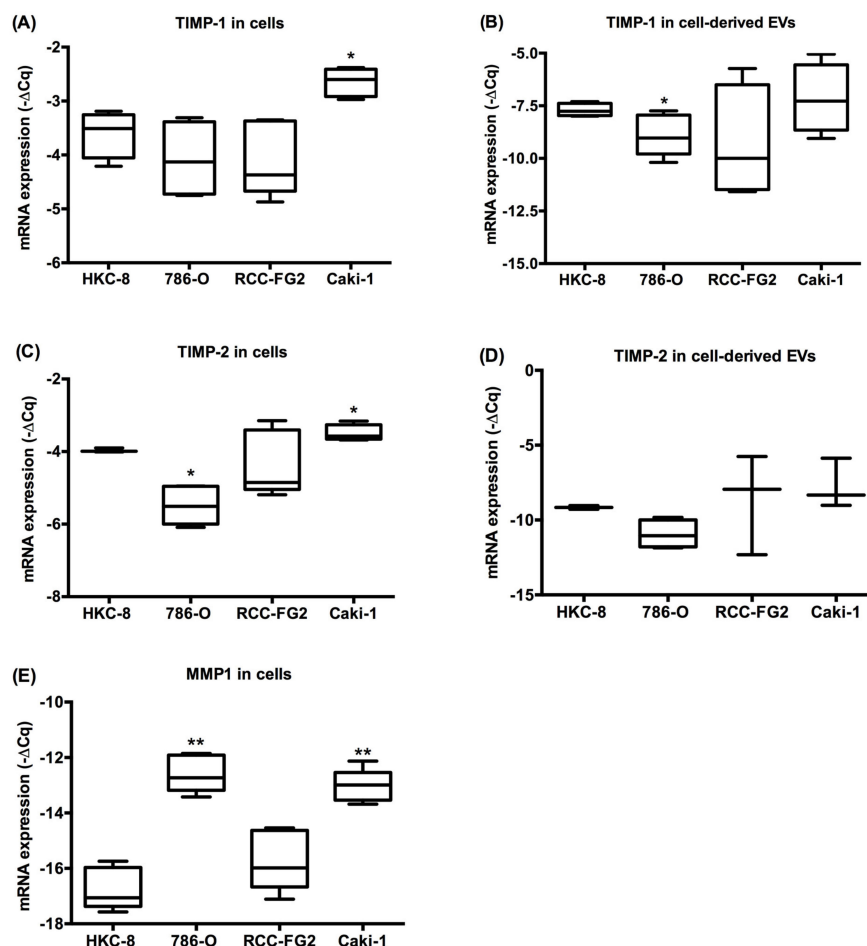 (A)
TIMP-1 in cells
mRNA expression (-ΔCq)
-2
-3
-4
-5
-6
*
HKC-8 786-O RCC-FG2 Caki-1
(B)
TIMP-1 in cell-derived EVs
mRNA expression (-ΔCq)
-5.0
-7.5
-10.0
-12.5
-15.0
*
HKC-8 786-O RCC-FG2 Caki-1
(C)
TIMP-2 in cells
mRNA expression (-ΔCq)
-2
-4
-6
-8
* *
HKC-8 786-O RCC-FG2 Caki-1
(D)
TIMP-2 in cell-derived EVs
mRNA expression (-ΔCq)
0
-5
-10
-15
HKC-8 786-O RCC-FG2 Caki-1
(E)
MMP1 in cells
mRNA expression (-ΔCq)
-10
-12
-14
-16
-18
** **
HKC-8 786-O RCC-FG2 Caki-1